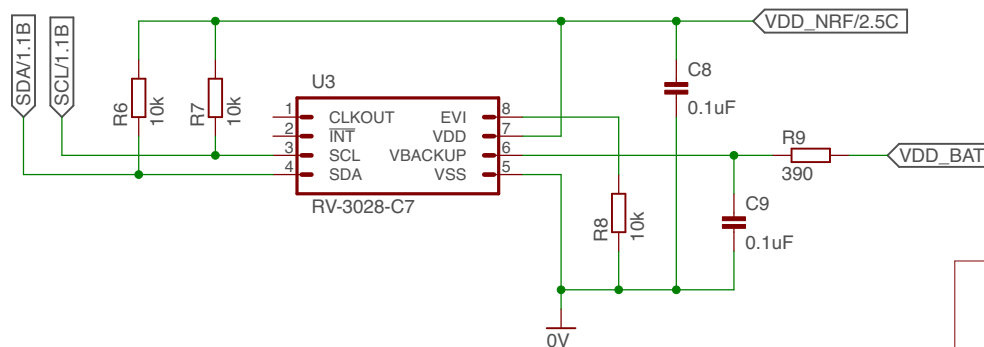 VDD_NRF/2.5C
SDA/1.1B
SCL/1.1B
R6
10k
R7
10k
U3
1
CLKOUT
EVI
8
2
INT
VDD
7
3
SCL
VBACKUP
6
4
SDA
VSS
5
RV-3028-C7
C8
0.1uF
R9
390
VDD_BAT
R8
10k
C9
0.1uF
0V